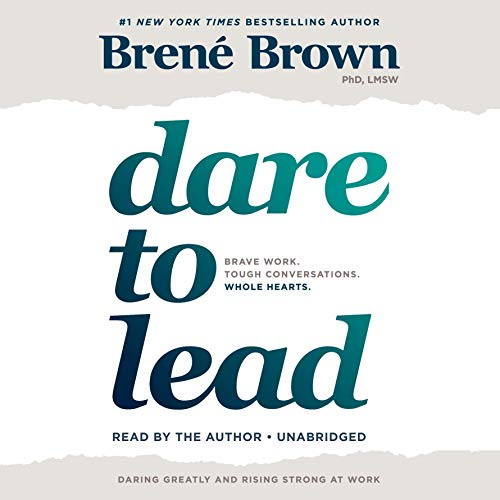 #1 NEW YORK TIMES BESTSELLING AUTHOR
Brené Brown
PhD, LMSW
dare
to
BRAVE WORK.
TOUGH CONVERSATIONS.
WHOLE HEARTS.
lead
READ BY THE AUTHOR • UNABRIDGED
DARING GREATLY AND RISING STRONG AT WORK